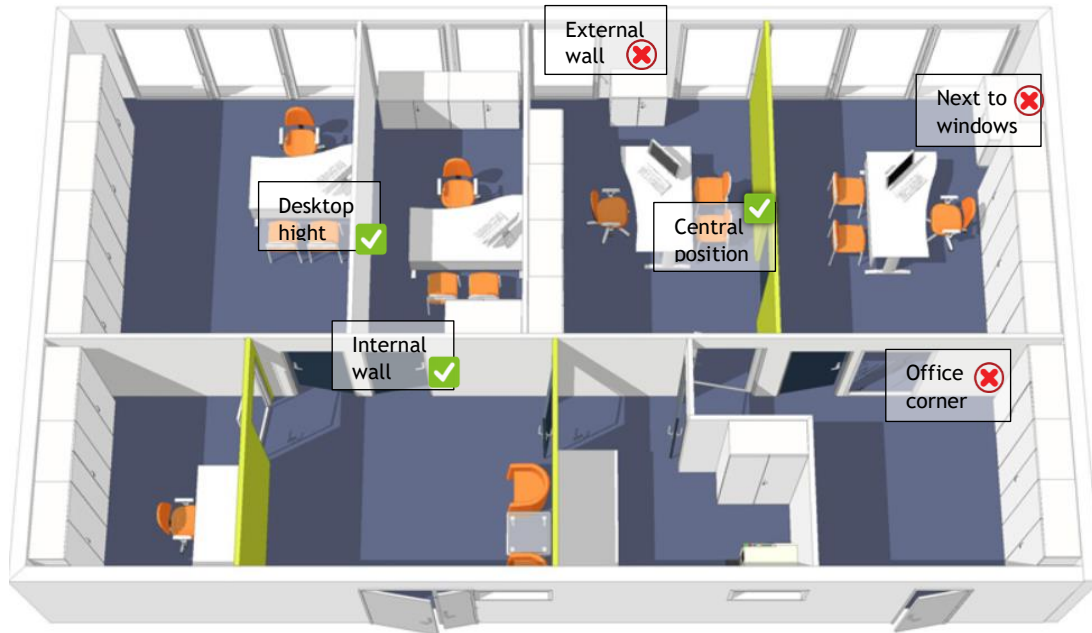 External
wall
Next to
windows
Desktop
hight
Central
position
Internal
wall
Office
corner